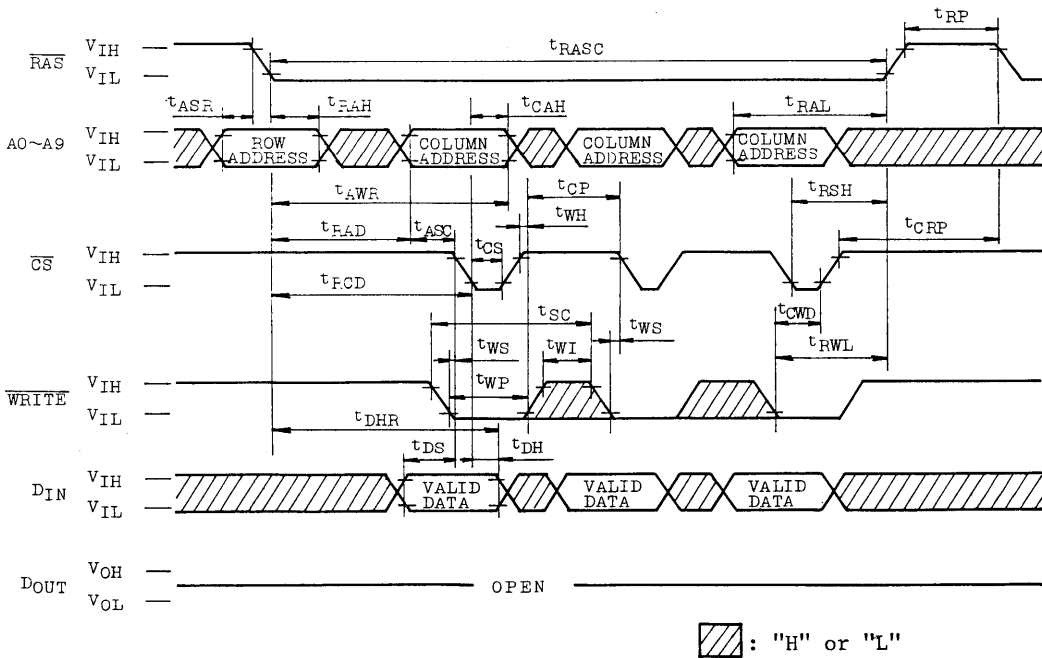 tRP
VIH
RAS
VIL
tRASC
tASR
tRAH
tCAH
tRAL
A0~A9
VIH
VIL
ROW ADDRESS
COLUMN ADDRESS
COLUMN ADDRESS
COLUMN ADDRESS
tAWR
tCP
tRSH
tWH
tCRP
tRAD
tASC
tCS
CS
VIH
VIL
tRCD
tSC
tWS
tCWD
tWS
tWI
tRWL
tWP
WRITE
VIH
VIL
tDHR
tDS
tDH
DIN
VIH
VIL
VALID DATA
VALID DATA
VALID DATA
DOUT
VOH
VOL
OPEN
: "H" or "L"